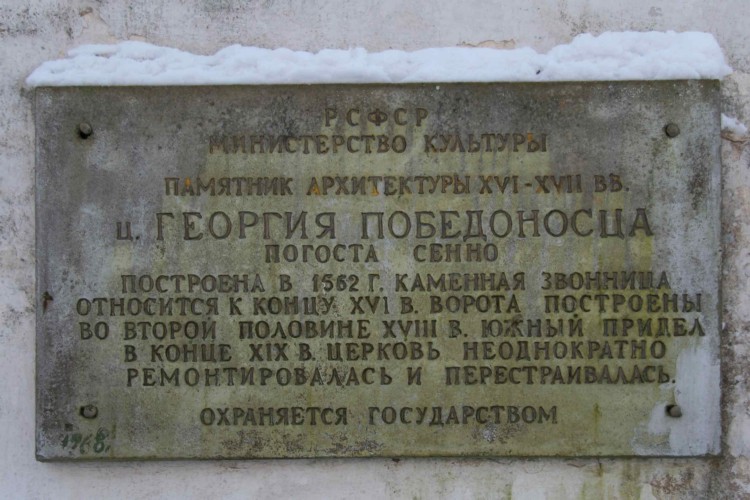 РСФСР
МИНИСТЕРСТВО КУЛЬТУРЫ
ПАМЯТНИК АРХИТЕКТУРЫ XVI-XVII ВВ.
Ц. ГЕОРГИЯ ПОБЕДОНОСЦА
ПОГОСТА СЕННО
ПОСТРОЕНА В 1562 Г. КАМЕННАЯ ЗВОННИЦА
ОТНОСИТСЯ К КОНЦУ XVI В. ВОРОТА ПОСТРОЕНЫ
ВО ВТОРОЙ ПОЛОВИНЕ XVIII В. ЮЖНЫЙ ПРИДЕЛ
В КОНЦЕ XIX В. ЦЕРКОВЬ НЕОДНОКРАТНО
РЕМОНТИРОВАЛАСЬ И ПЕРЕСТРАИВАЛАСЬ.
ОХРАНЯЕТСЯ ГОСУДАРСТВОМ
1968.